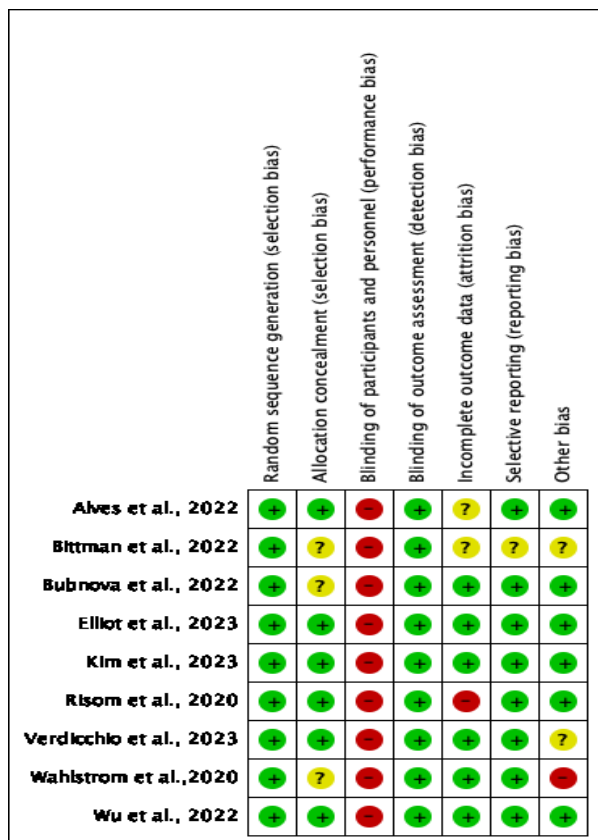 Random sequence generation (selection bias)
Allocation concealment (selection bias)
Blinding of participants and personnel (performance bias)
Blinding of outcome assessment (detection bias)
Incomplete outcome data (attrition bias)
Selective reporting (reporting bias)
Other bias
Alves et al., 2022 + + - + ? + +
Bittman et al., 2022 + ? - + ? ? ?
Bubnova et al., 2022 + ? - + + + +
Elliot et al., 2023 + + - + + + +
Kim et al., 2023 + + - + + + +
Risom et al., 2020 + + - + - + +
Verdicchio et al., 2023 + + - + + + ?
Wahlstrom et al.,2020 + ? - + + + -
Wu et al., 2022 + + - + + + +